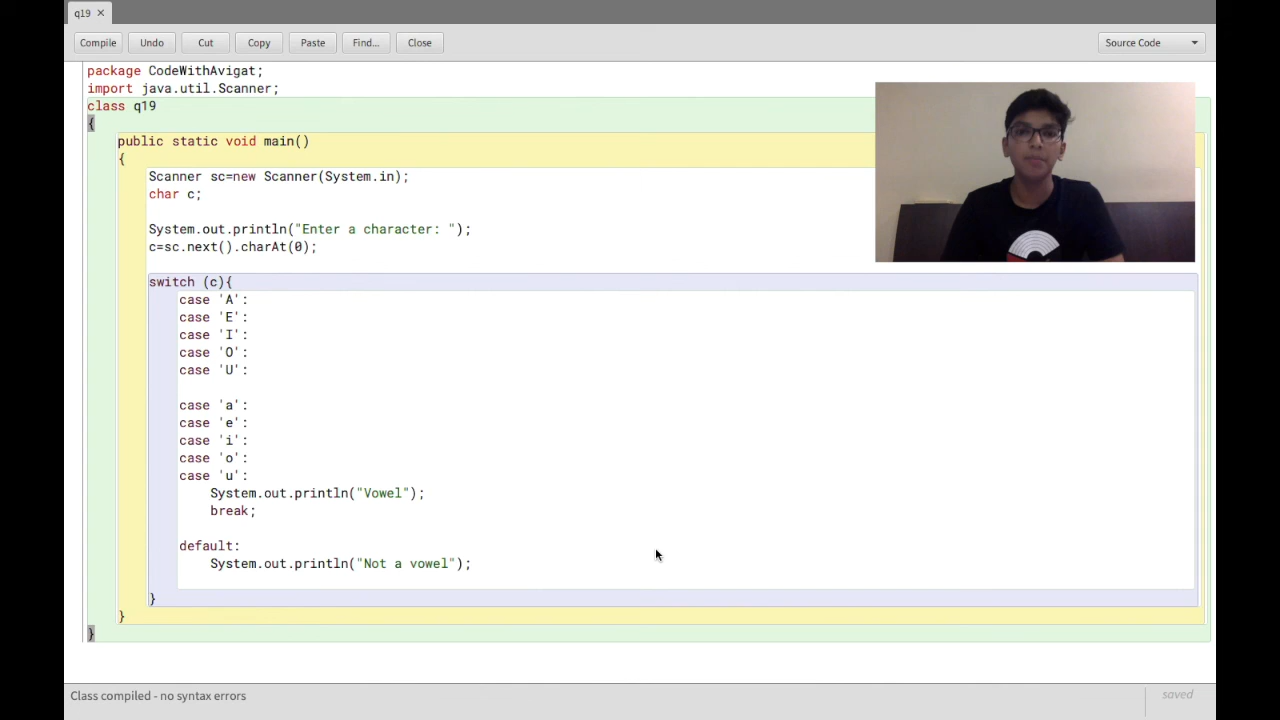 q19 ×
Compile Undo Cut Copy Paste Find... Close Source Code
package CodeWithAvigat;
import java.util.Scanner;
class q19
{
public static void main()
{
Scanner sc=new Scanner(System.in);
char c;
System.out.println("Enter a character: ");
c=sc.next().charAt(0);
switch (c){
case 'A':
case 'E':
case 'I':
case 'O':
case 'U':
case 'a':
case 'e':
case 'i':
case 'o':
case 'u':
System.out.println("Vowel");
break;
default:
System.out.println("Not a vowel");
}
}
}
Class compiled - no syntax errors
saved